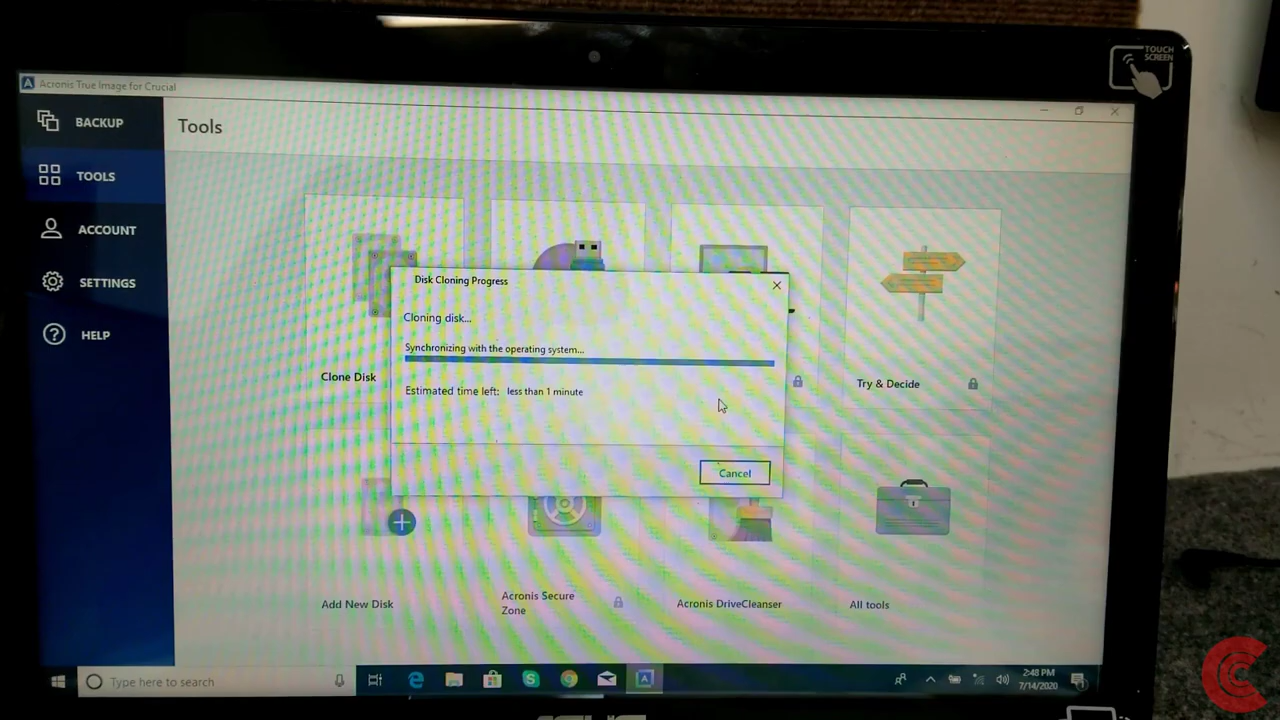 TOUCH
SCREEN
Acronis True Image for Crucial
BACKUP
Tools
TOOLS
ACCOUNT
SETTINGS
HELP
Disk Cloning Progress
Cloning disk...
Synchronizing with the operating system...
Estimated time left: less than 1 minute
Cancel
Clone Disk
Try & Decide
Add New Disk
Acronis Secure
Zone
Acronis DriveCleanser
All tools
Type here to search
2:48 PM
7/14/2020